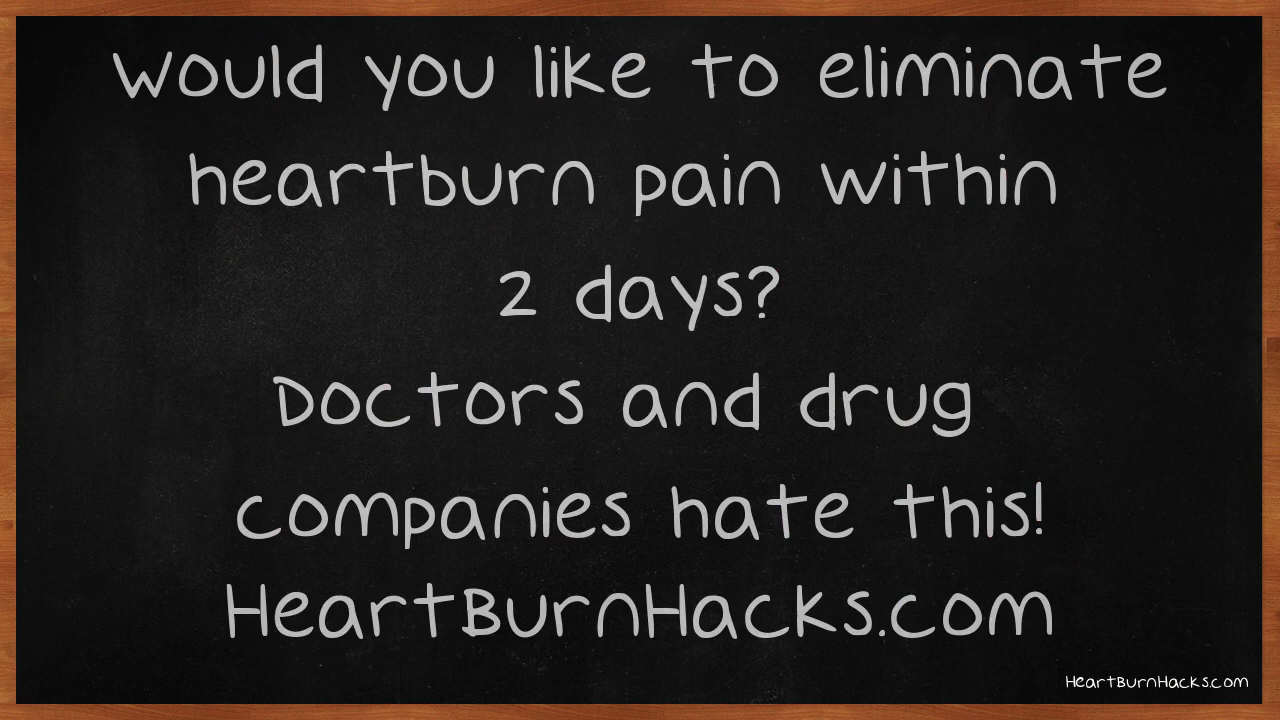 Would you like to eliminate
heartburn pain within
2 days?
Doctors and drug
companies hate this!
HeartBurnHacks.com
HeartBurnHacks.com